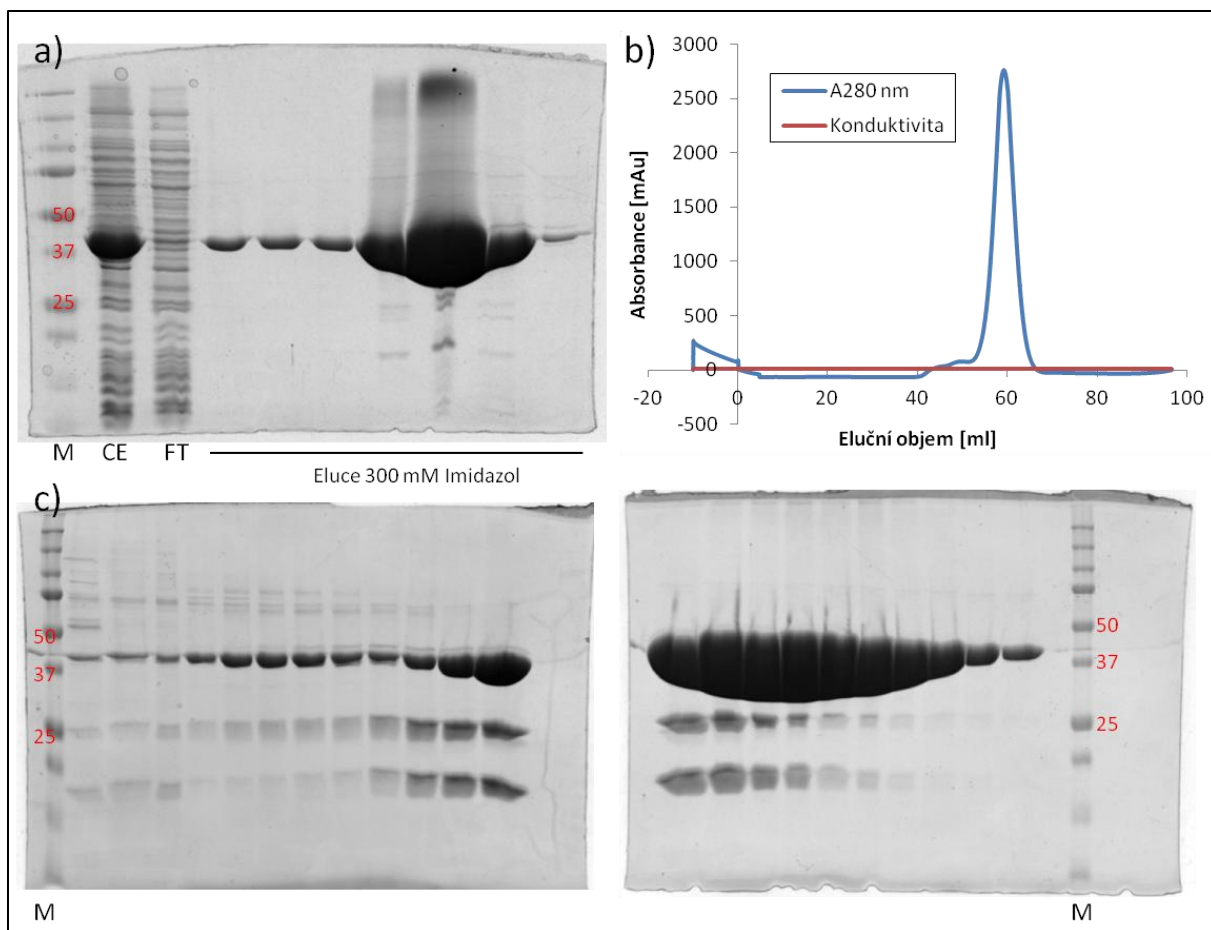 a)
50
37
25
M CE FT
Eluce 300 mM Imidazol
b)
3000
2500
2000
1500
1000
500
0
-500
-20 0 20 40 60 80 100
A280 nm
Konduktivita
Absorbance [mAu]
Eluční objem [ml]
c)
50
37
25
M
50
37
25
M